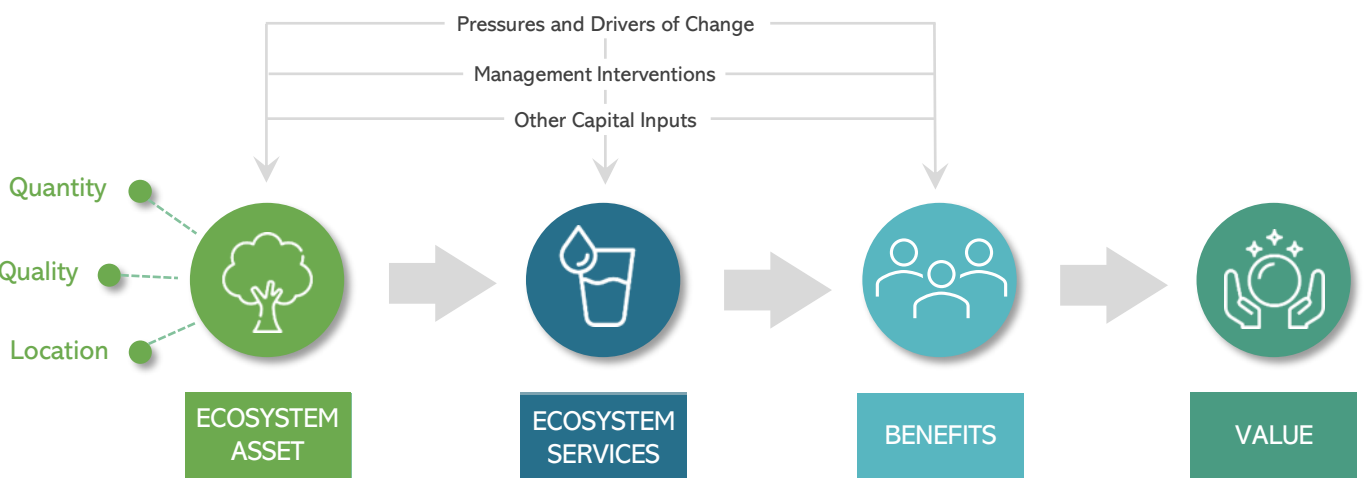 Pressures and Drivers of Change
Management Interventions
Other Capital Inputs
Quantity
Quality
Location
ECOSYSTEM
ASSET
ECOSYSTEM
SERVICES
BENEFITS
VALUE